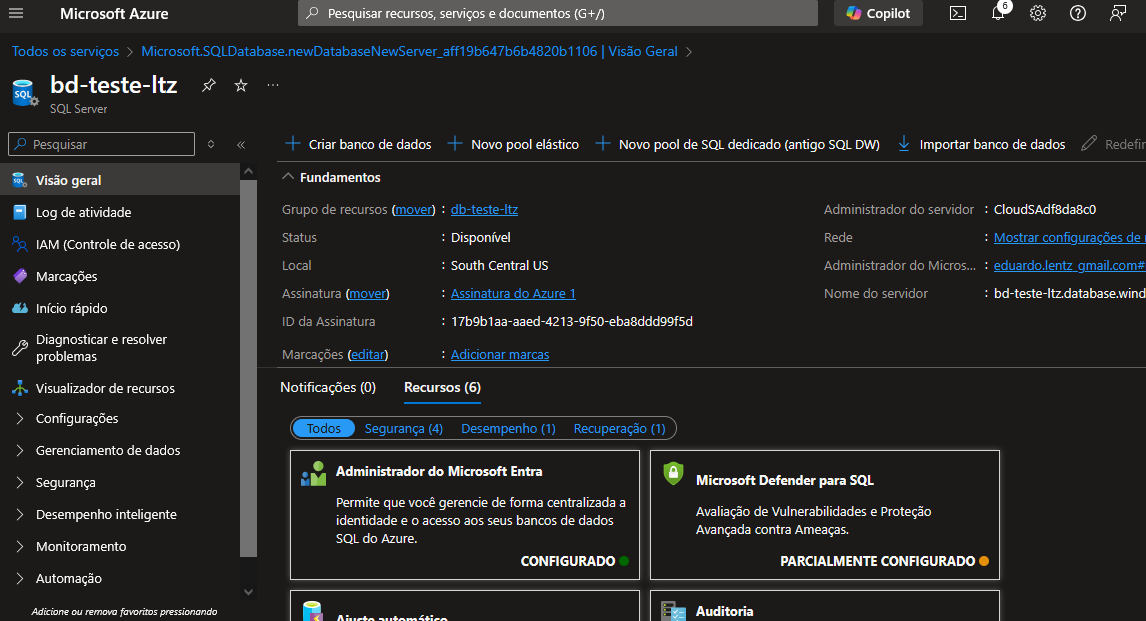 Microsoft Azure
Pesquisar recursos, serviços e documentos (G+/)
Copilot
6
Todos os serviços > Microsoft.SQLDatabase.newDatabaseNewServer_aff19b647b6b4820b1106 | Visão Geral >
SQL
bd-teste-ltz
SQL Server
Pesquisar
Criar banco de dados
Novo pool elástico
Novo pool de SQL dedicado (antigo SQL DW)
Importar banco de dados
Redefin
Visão geral
Log de atividade
IAM (Controle de acesso)
Marcações
Início rápido
Diagnosticar e resolver
problemas
Visualizador de recursos
Configurações
Gerenciamento de dados
Segurança
Desempenho inteligente
Monitoramento
Automação
Adicione ou remova favoritos pressionando
Fundamentos
Grupo de recursos (mover) : db-teste-ltz
Status : Disponível
Local : South Central US
Assinatura (mover) : Assinatura do Azure 1
ID da Assinatura : 17b9b1aa-aaed-4213-9f50-eba8ddd99f5d
Marcações (editar) : Adicionar marcas
Administrador do servidor : CloudSAdf8da8c0
Rede : Mostrar configurações de
Administrador do Micros... : eduardo.lentz_gmail.com#
Nome do servidor : bd-teste-ltz.database.wind
Notificações (0)
Recursos (6)
Todos
Segurança (4)
Desempenho (1)
Recuperação (1)
Administrador do Microsoft Entra
Permite que você gerencie de forma centralizada a
identidade e o acesso aos seus bancos de dados
SQL do Azure.
CONFIGURADO
Microsoft Defender para SQL
Avaliação de Vulnerabilidades e Proteção
Avançada contra Ameaças.
PARCIALMENTE CONFIGURADO
Ajuste automático
Auditoria